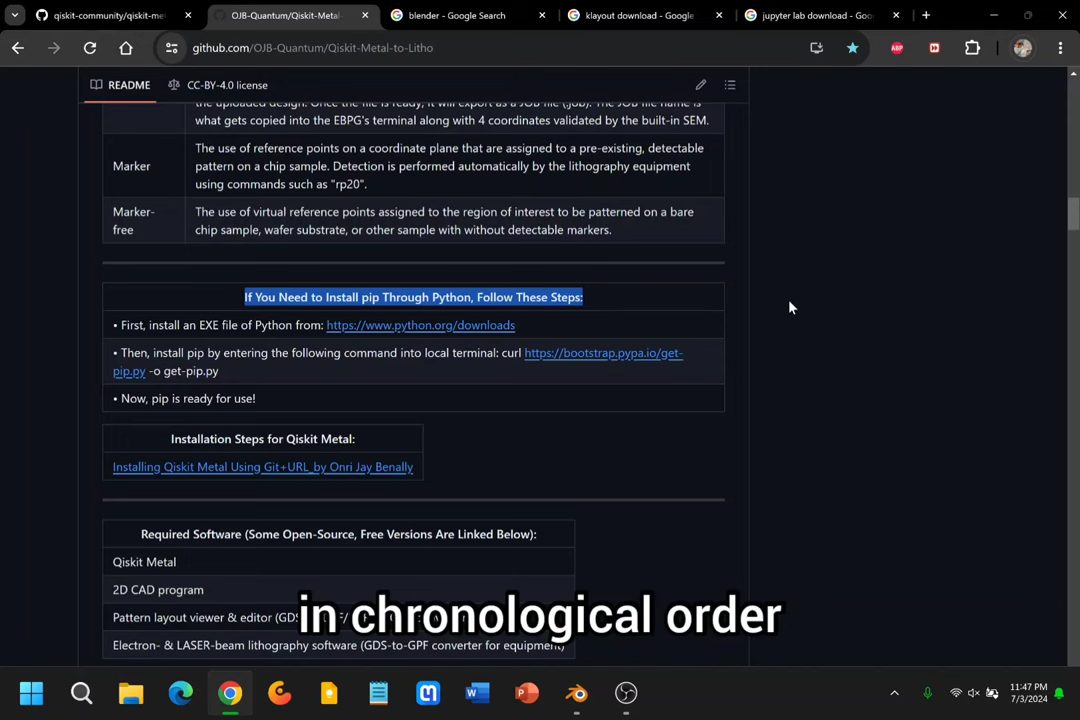 qiskit-community/qiskit-me
OJB-Quantum/Qiskit-Metal-
blender - Google Search
klayout download - Google
jupyter lab download - Goo
github.com/OJB-Quantum/Qiskit-Metal-to-Litho
ABP
README
CC-BY-4.0 license
the uploaded design. Once the file is ready, it will export as a JOB file (.job). The JOB file name is
what gets copied into the EBPG's terminal along with 4 coordinates validated by the built-in SEM.
Marker
The use of reference points on a coordinate plane that are assigned to a pre-existing, detectable
pattern on a chip sample. Detection is performed automatically by the lithography equipment
using commands such as "rp20".
Marker-
free
The use of virtual reference points assigned to the region of interest to be patterned on a bare
chip sample, wafer substrate, or other sample with without detectable markers.
If You Need to Install pip Through Python, Follow These Steps:
• First, install an EXE file of Python from: https://www.python.org/downloads
• Then, install pip by entering the following command into local terminal: curl https://bootstrap.pypa.io/get-
pip.py -o get-pip.py
• Now, pip is ready for use!
Installation Steps for Qiskit Metal:
Installing Qiskit Metal Using Git+URL_by Onri Jay Benally
Required Software (Some Open-Source, Free Versions Are Linked Below):
Qiskit Metal
2D CAD program
Pattern layout viewer & editor (GDS
Electron- & LASER-beam lithography software (GDS-to-GPF converter for equipment)
in chronological order
11:47 PM
7/3/2024